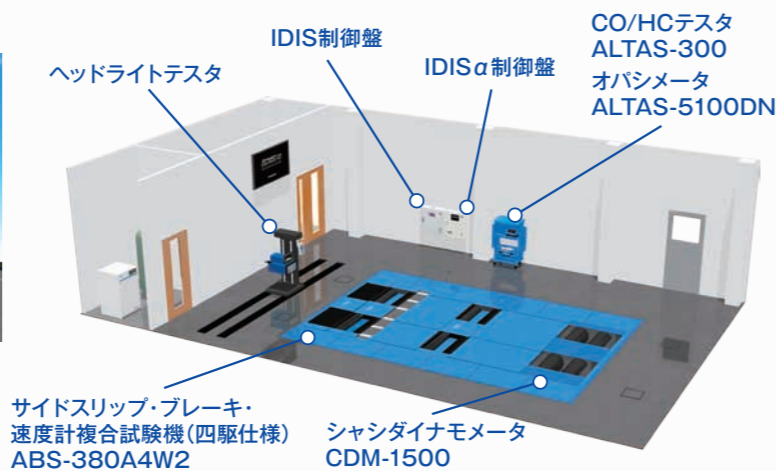 ヘッドライトテスタ
IDIS制御盤
IDISα制御盤
CO/HCテスタ
ALTAS-300
オパシメータ
ALTAS-5100DN
サイドスリップ・ブレーキ・
速度計複合試験機（四駆仕様）
ABS-380A4W2
シャシダイナモメータ
CDM-1500